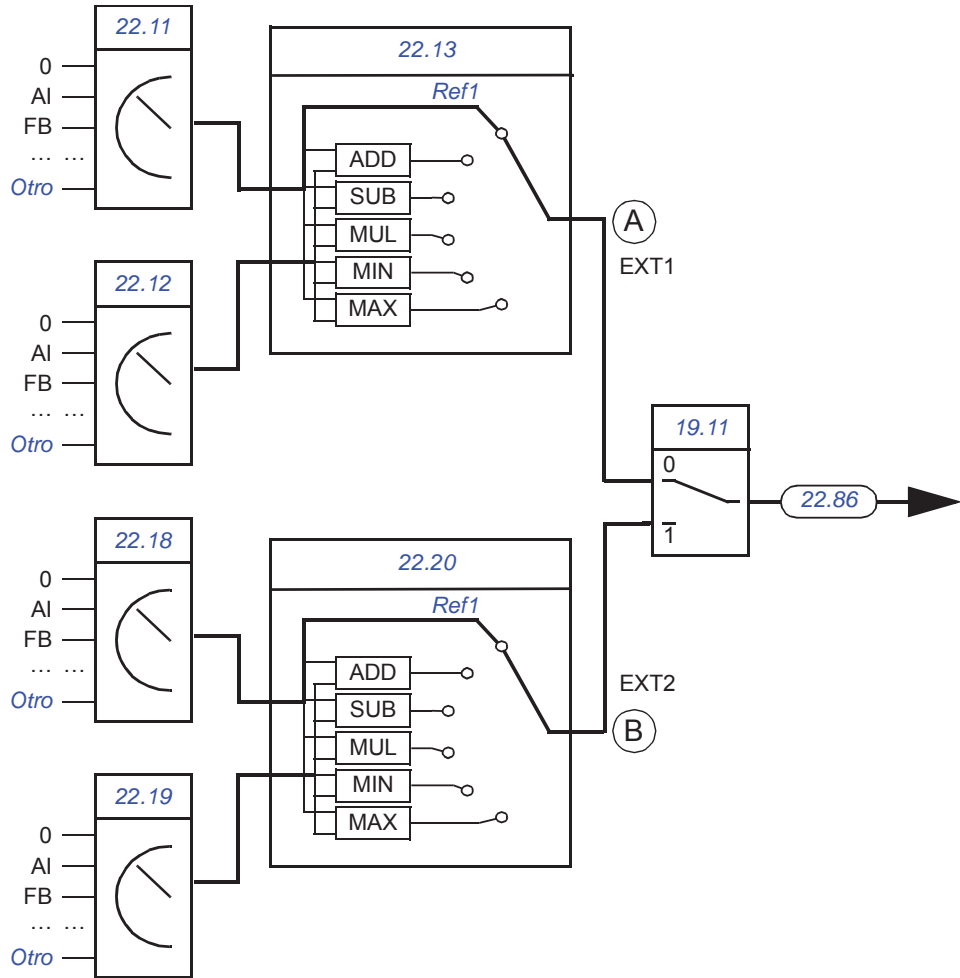 22.11
0
AI
FB
... ...
Otro
22.13
Ref1
ADD
SUB
MUL
MIN
MAX
A
EXT1
22.12
0
AI
FB
... ...
Otro
19.11
0
1
22.86
22.18
0
AI
FB
... ...
Otro
22.20
Ref1
ADD
SUB
MUL
MIN
MAX
EXT2
B
22.19
0
AI
FB
... ...
Otro